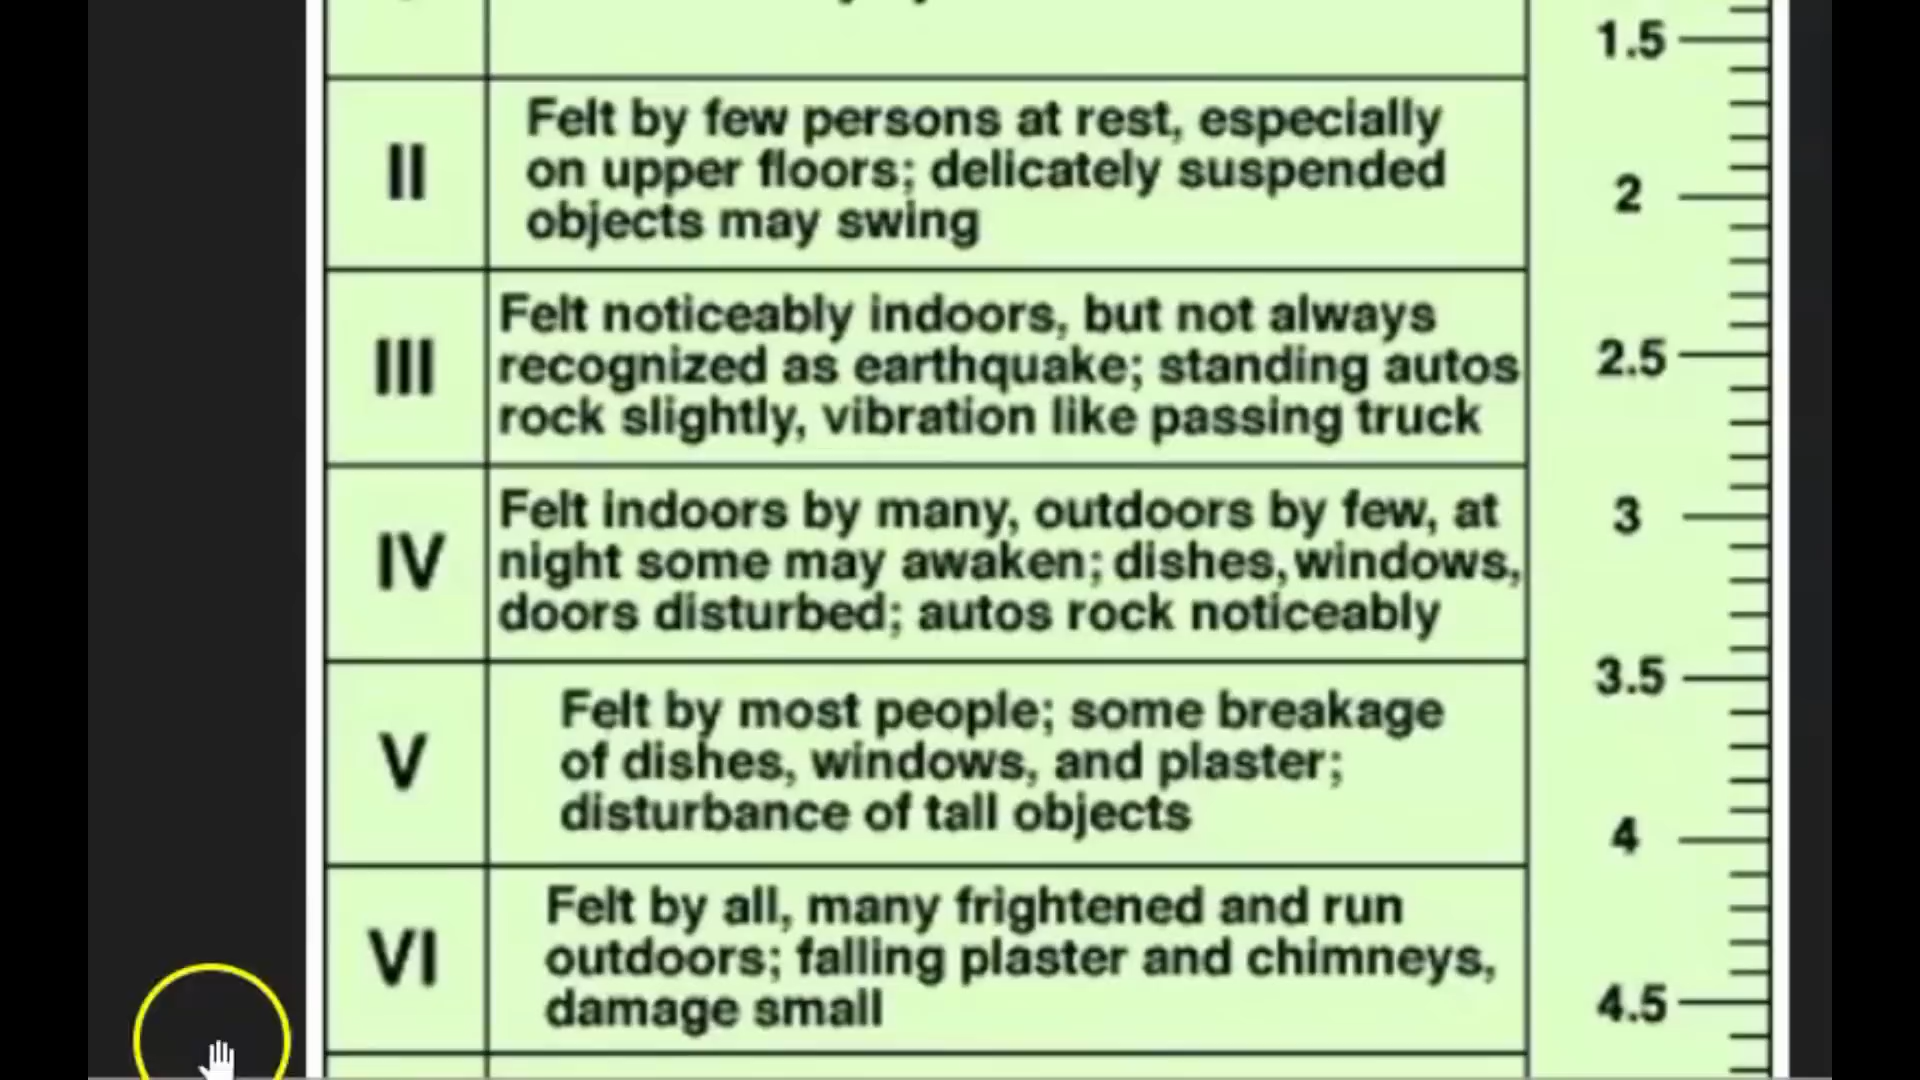 1.5
II
Felt by few persons at rest, especially
on upper floors; delicately suspended
objects may swing
2
III
Felt noticeably indoors, but not always
recognized as earthquake; standing autos
rock slightly, vibration like passing truck
2.5
IV
Felt indoors by many, outdoors by few, at
night some may awaken; dishes, windows,
doors disturbed; autos rock noticeably
3
3.5
V
Felt by most people; some breakage
of dishes, windows, and plaster;
disturbance of tall objects
4
VI
Felt by all, many frightened and run
outdoors; falling plaster and chimneys,
damage small
4.5